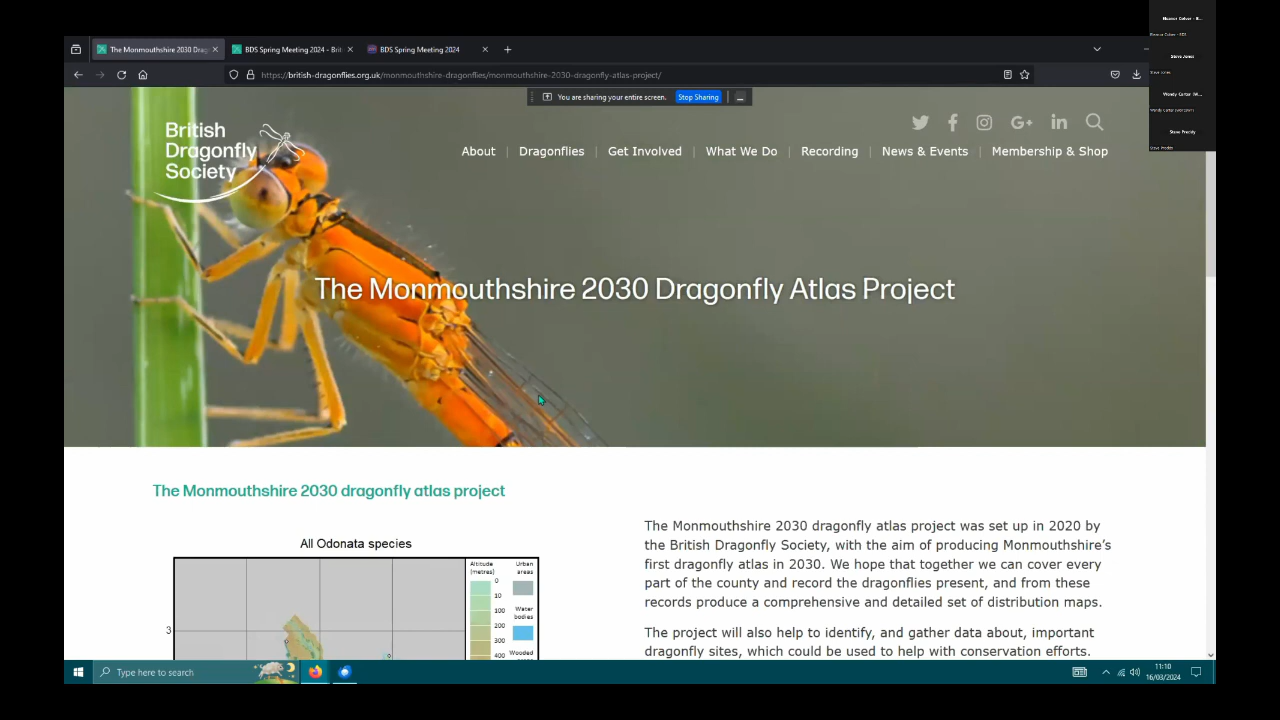 The Monmouthshire 2030 Drag
BDS Spring Meeting 2024 - Brit
BDS Spring Meeting 2024
https://british-dragonflies.org.uk/monmouthshire-dragonflies/monmouthshire-2030-dragonfly-atlas-project/
You are sharing your entire screen.
Stop Sharing
Steve Jones
Steve Jones
Wendy Carter
Steve Preddy
British
Dragonfly
Society
About
Dragonflies
Get Involved
What We Do
Recording
News & Events
Membership & Shop
The Monmouthshire 2030 Dragonfly Atlas Project
The Monmouthshire 2030 dragonfly atlas project
All Odonata species
Altitude
(metres)
Urban
areas
0
10
100
Water
bodies
200
300
Wooded
400
3
The Monmouthshire 2030 dragonfly atlas project was set up in 2020 by
the British Dragonfly Society, with the aim of producing Monmouthshire's
first dragonfly atlas in 2030. We hope that together we can cover every
part of the county and record the dragonflies present, and from these
records produce a comprehensive and detailed set of distribution maps.
The project will also help to identify, and gather data about, important
dragonfly sites, which could be used to help with conservation efforts.
Type here to search
11:10
16/03/2024